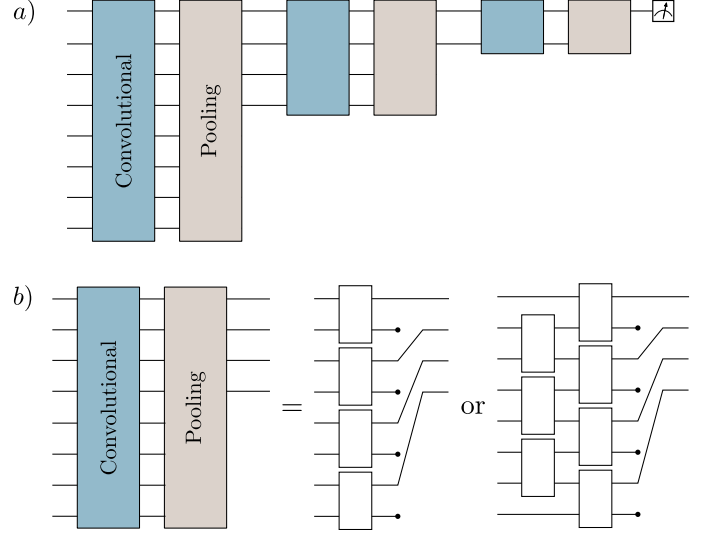 a)
Convolutional
Pooling
b)
Convolutional
Pooling
=
or